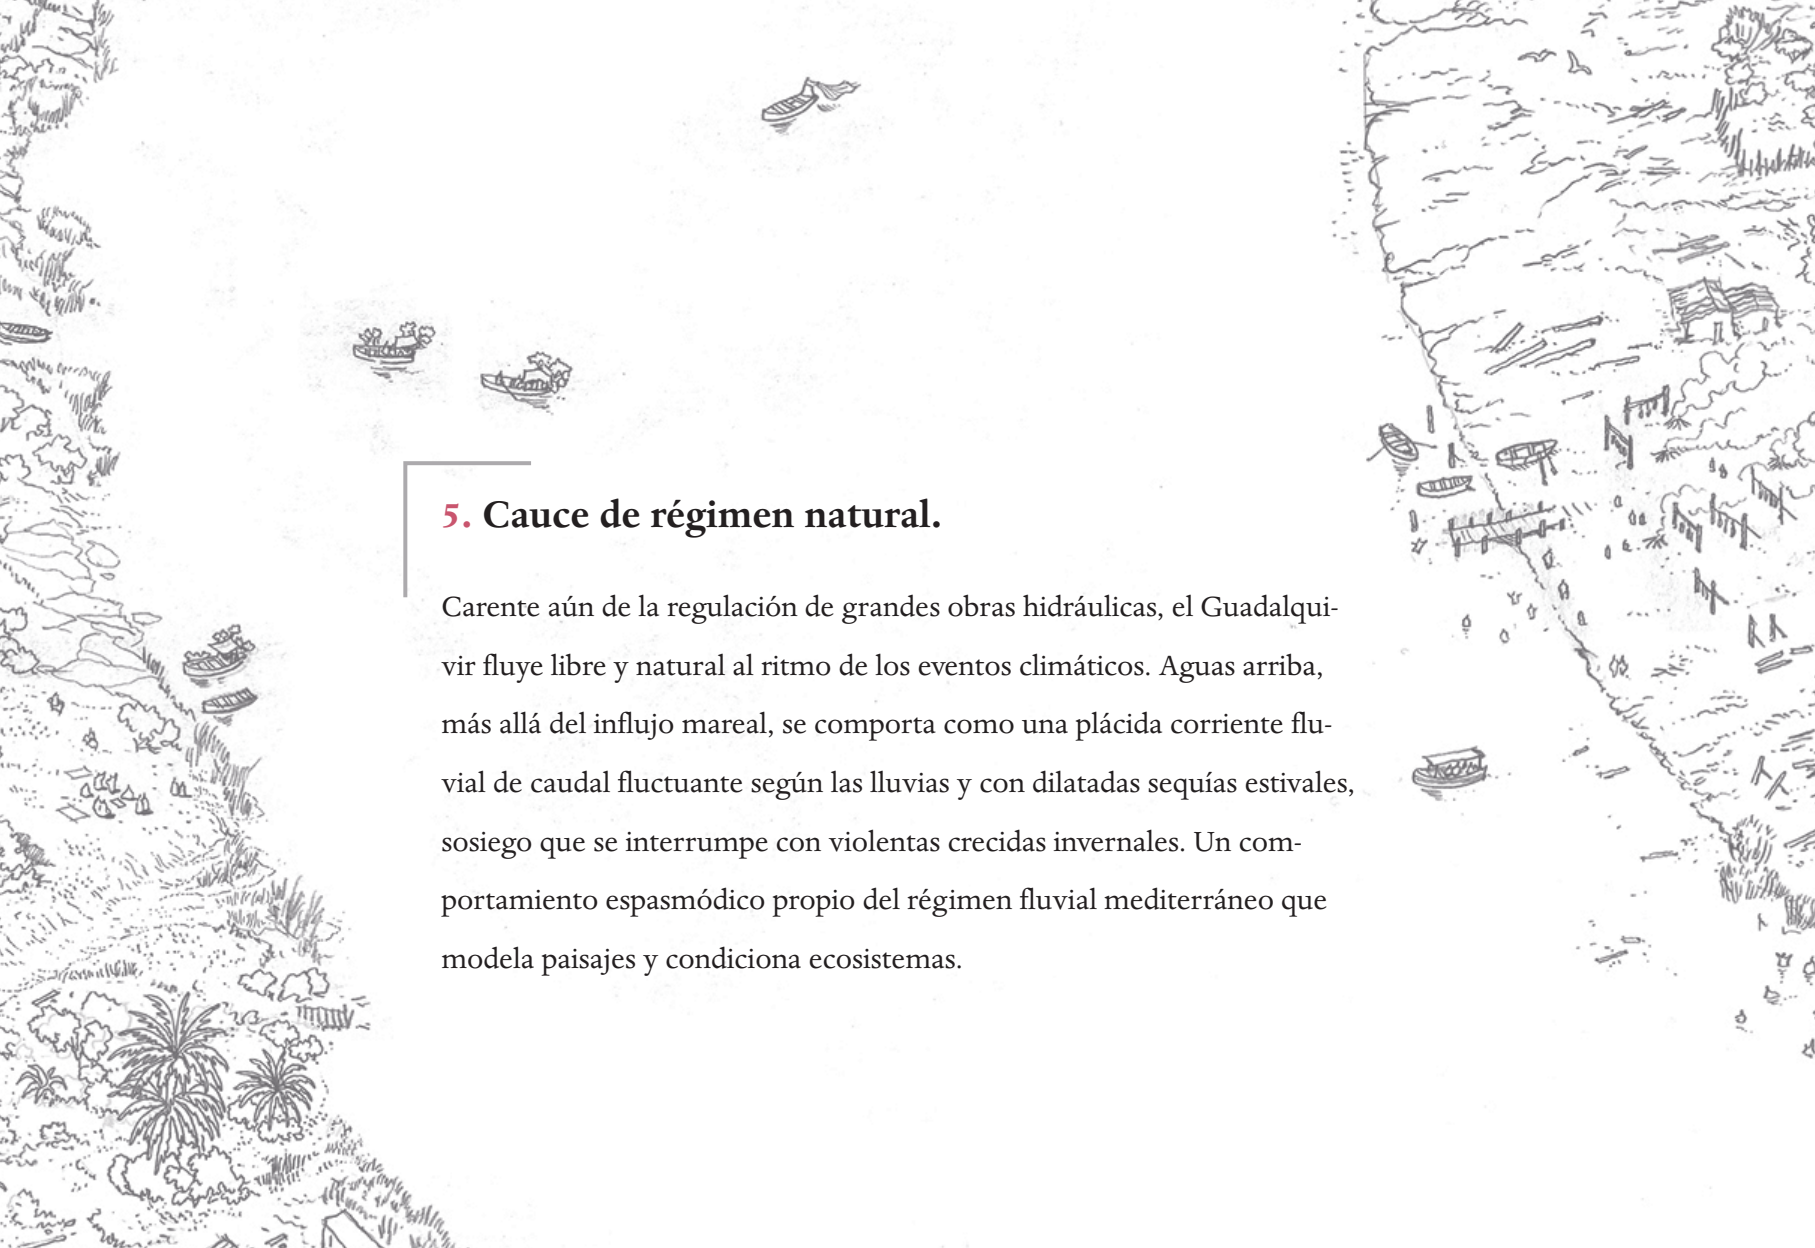 5. Cauce de régimen natural.
Carente aún de la regulación de grandes obras hidráulicas, el Guadalqui-
vir fluye libre y natural al ritmo de los eventos climáticos. Aguas arriba,
más allá del influjo mareal, se comporta como una plácida corriente flu-
vial de caudal fluctuante según las lluvias y con dilatadas sequías estivales,
sosiego que se interrumpe con violentas crecidas invernales. Un com-
portamiento espasmódico propio del régimen fluvial mediterráneo que
modela paisajes y condiciona ecosistemas.